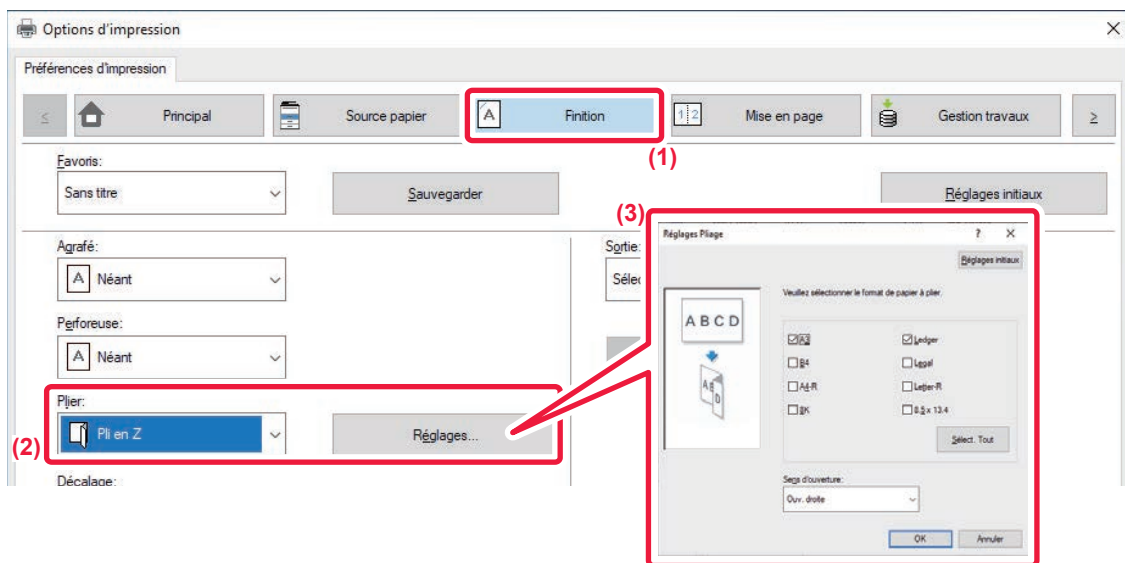 Options d'impression
Préférences d'impression
≤ Principal Source papier A Finition 1 2 Mise en page Gestion travaux ≥
(1)
Favoris:
Sans titre Sauvegarder Réglages initiaux
(3)
Agrafé: Sortie:
A Néant Sélec
Perforeuse:
A Néant
Plier:
Pli en Z Réglages...
(2)
Décalage:
Réglages Pliage ? X
Réglages initiaux
Veuillez sélectionner le format de papier à plier.
A B C D
A3 Ledger
B4 Legal
A4-R Letter-R
8K 8.5 x 13.4
A B D
Sélect. Tout
Sens d'ouverture:
Ouv. droite
OK Annuler